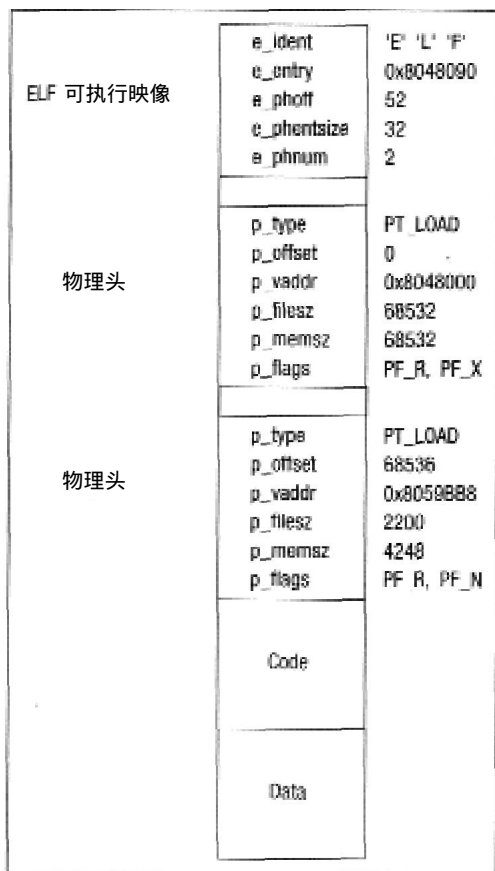 e_ident 'E' 'L' 'F'
e_entry 0x8048090
ELF 可执行映像 e_phoff 52
e_phentsize 32
e_phnum 2
p_type PT_LOAD
p_offset 0
物理头 p_vaddr 0x8048000
p_filesz 68532
p_memsz 68532
p_flags PF_R, PF_X
p_type PT_LOAD
p_offset 68536
物理头 p_vaddr 0x8059BB8
p_filesz 2200
p_memsz 4248
p_flags PF_R, PF_N
Code
Data